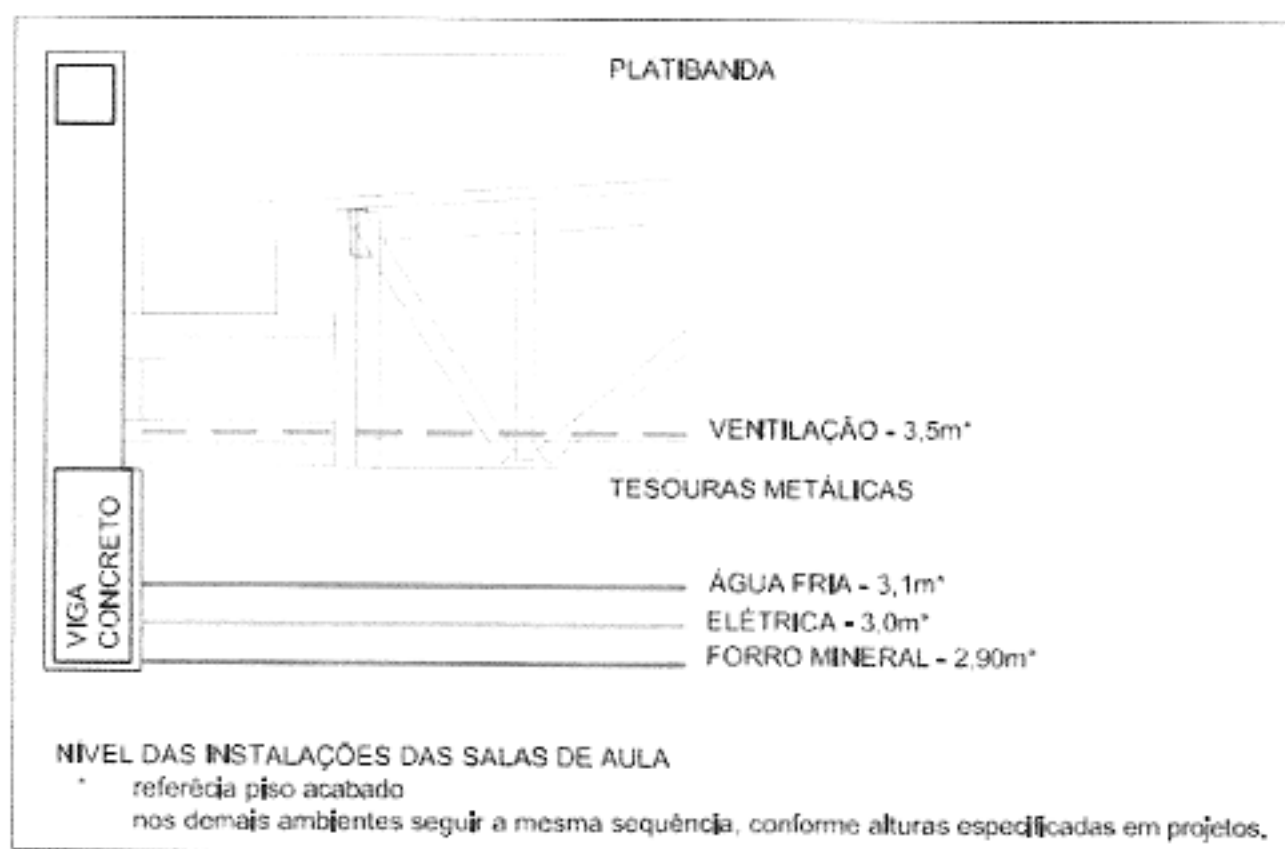 PLATIBANDA
VENTILAÇÃO - 3,5m*
TESOURAS METÁLICAS
VIGA
CONCRETO
ÁGUA FRIA - 3,1m*
ELÉTRICA - 3,0m*
FORRO MINERAL - 2,90m*
NÍVEL DAS INSTALAÇÕES DAS SALAS DE AULA
* referêcia piso acabado
nos demais ambientes seguir a mesma sequência, conforme alturas especificadas em projetos.